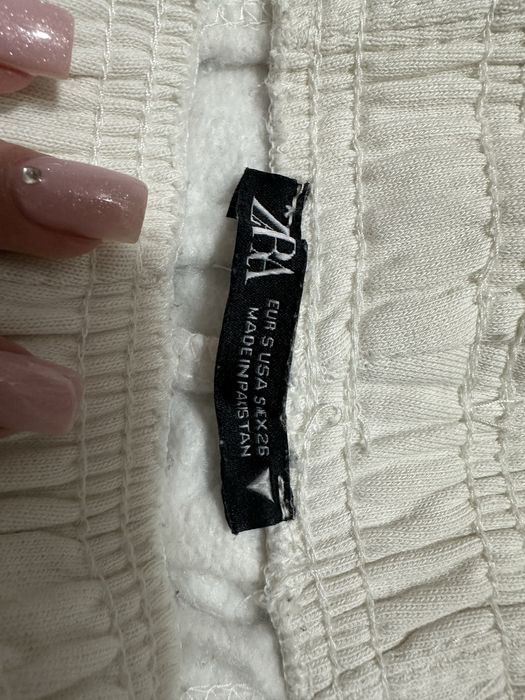 ZARA
EUR S USA S MEX 26
MADE IN PAKISTAN